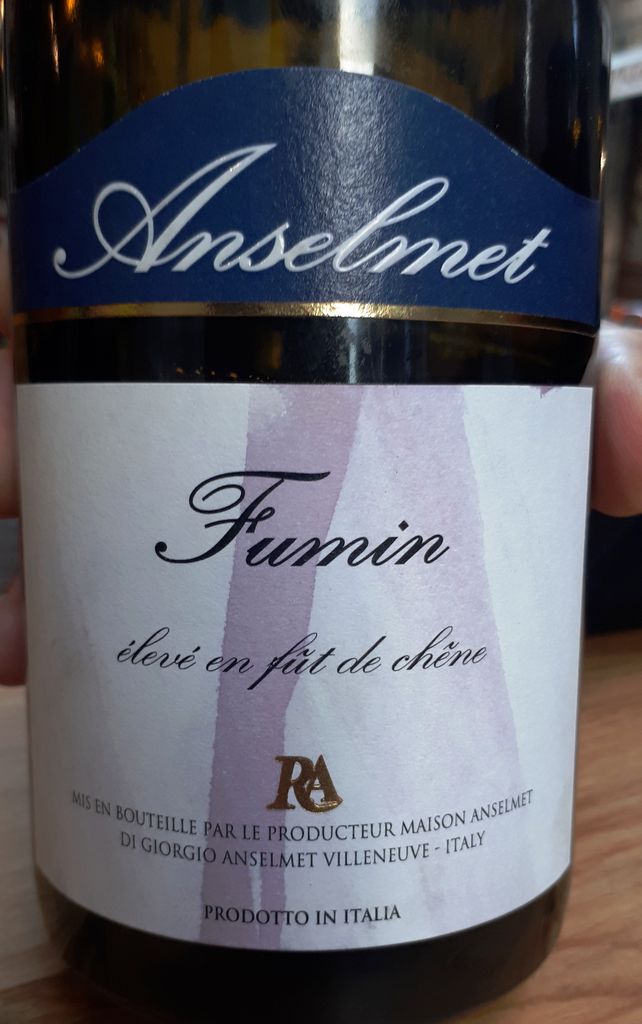 Anselmet
Fumin
élevé en fût de chêne
RA
MIS EN BOUTEILLE PAR LE PRODUCTEUR MAISON ANSELMET
DI GIORGIO ANSELMET VILLENEUVE - ITALY
PRODOTTO IN ITALIA